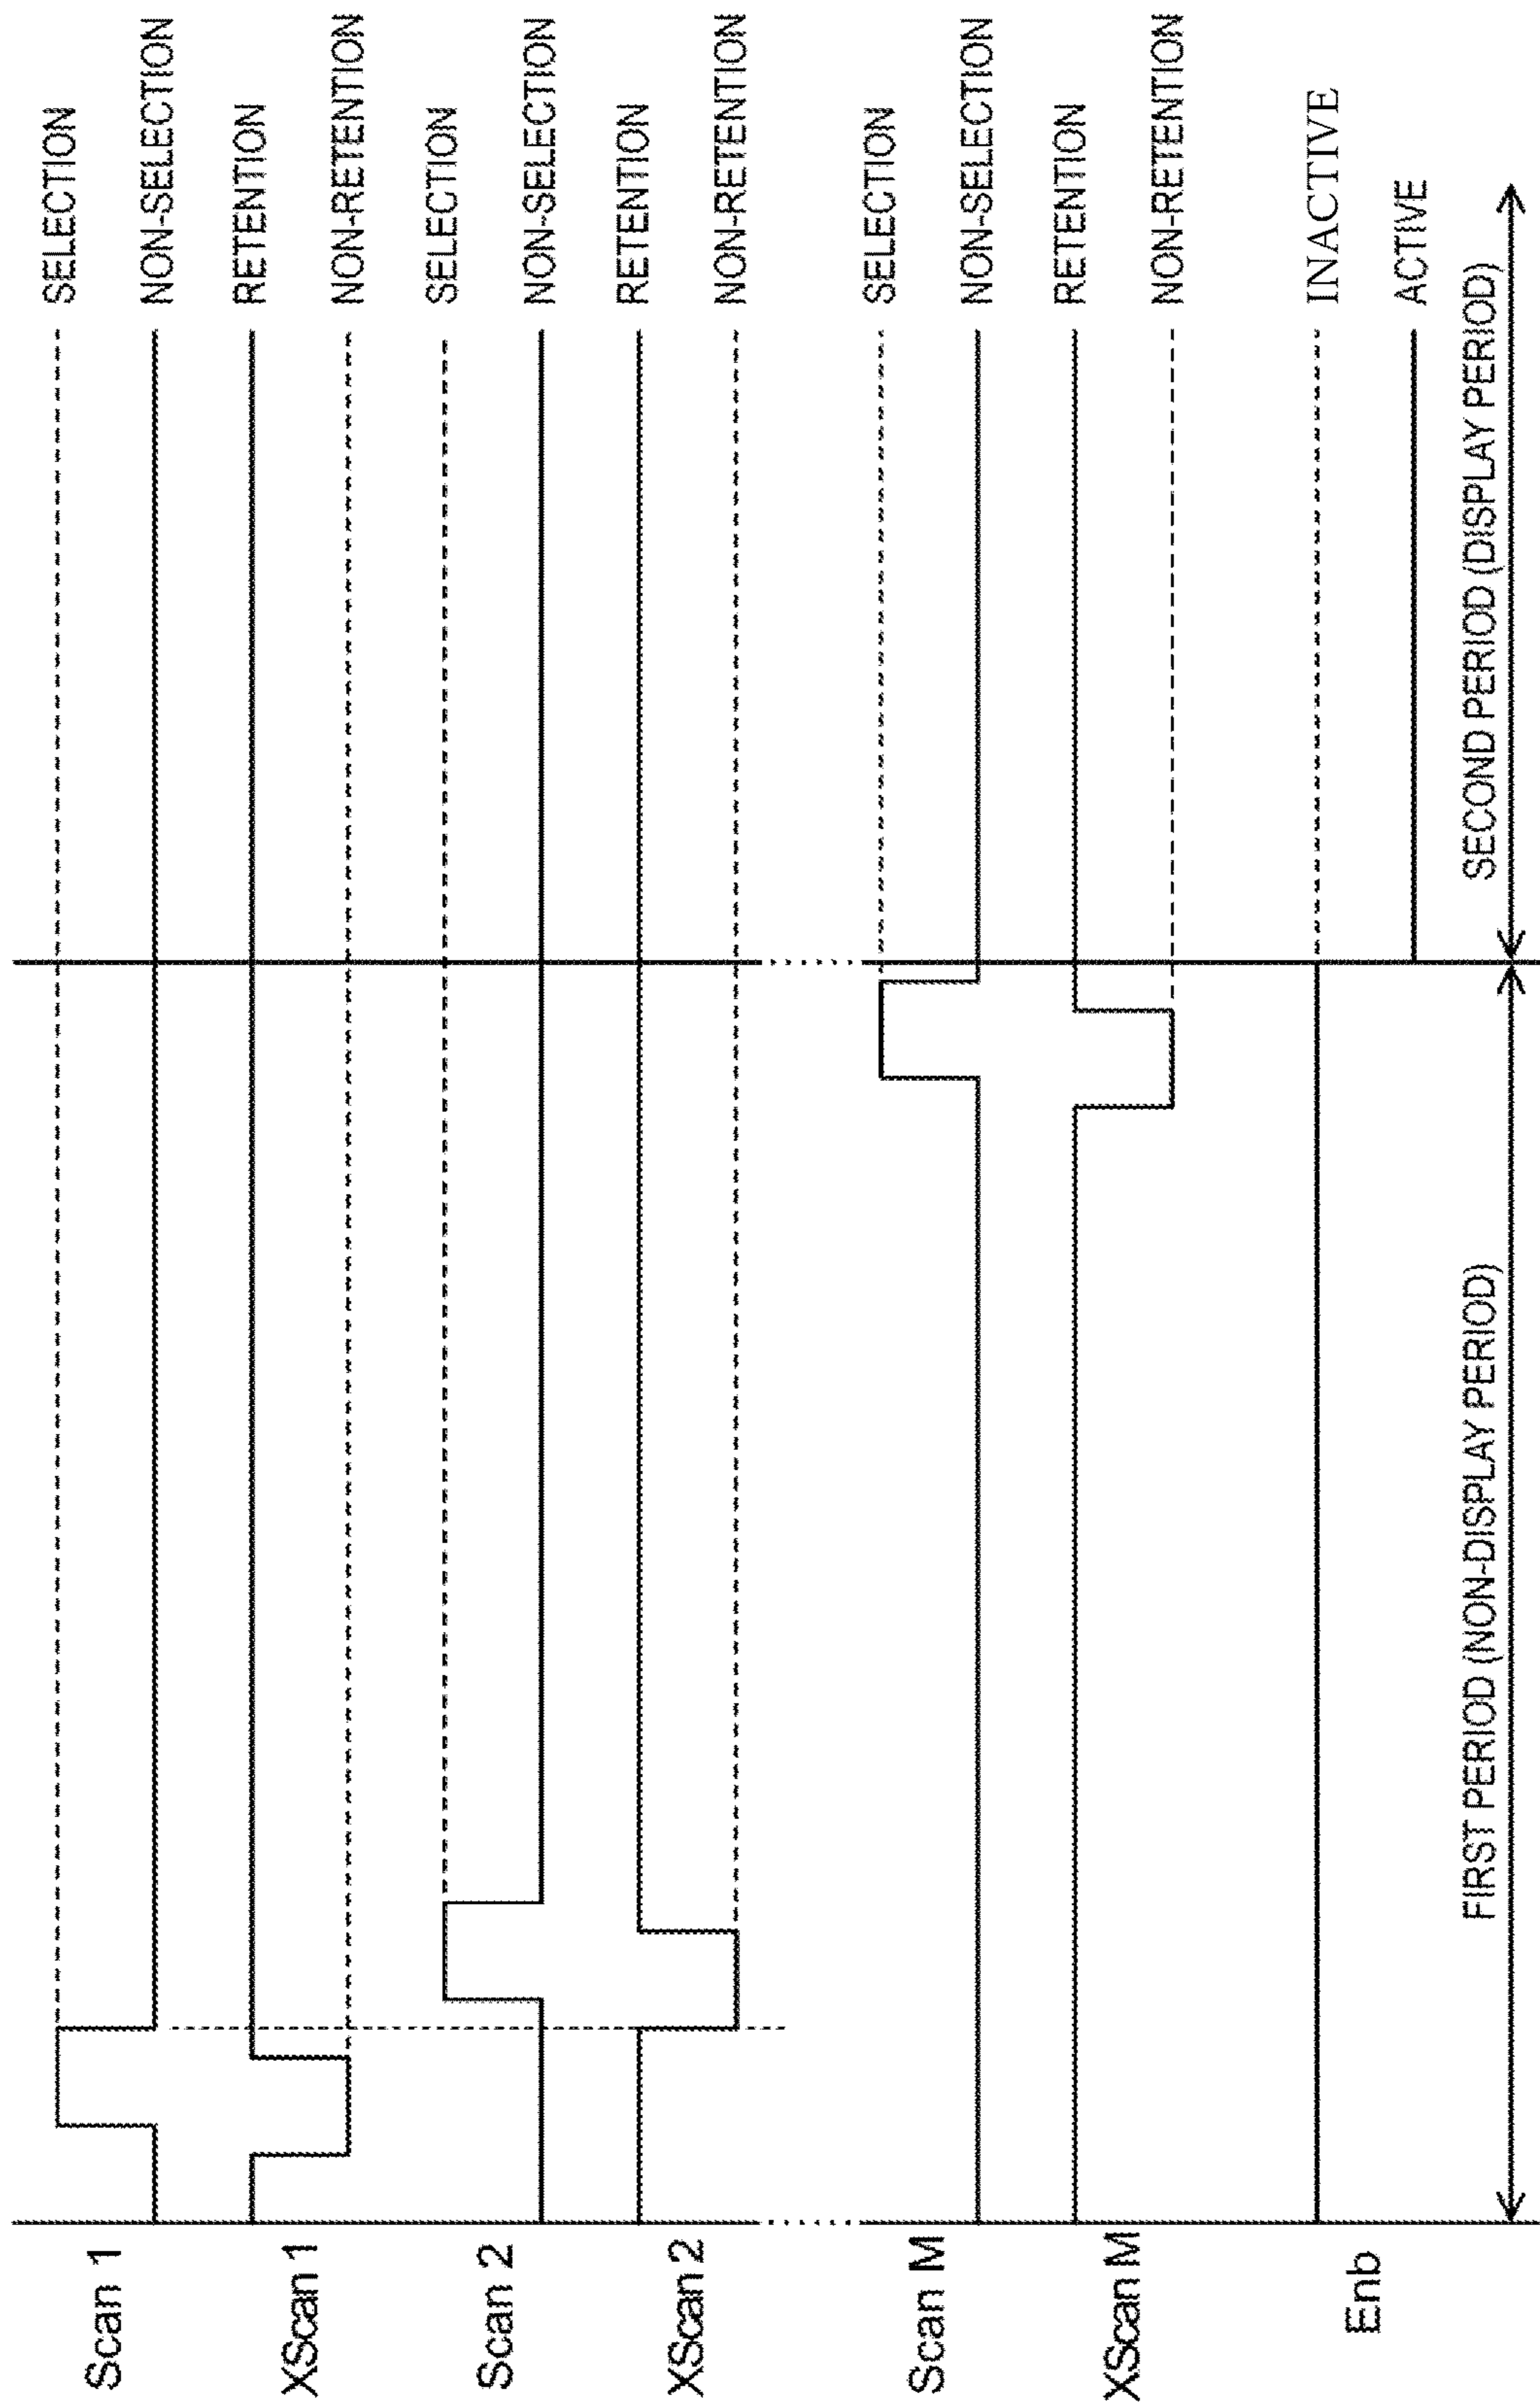 Scan 1
SELECTION
NON-SELECTION
XScan 1
RETENTION
NON-RETENTION
Scan 2
SELECTION
NON-SELECTION
XScan 2
RETENTION
NON-RETENTION
Scan M
SELECTION
NON-SELECTION
XScan M
RETENTION
NON-RETENTION
Enb
INACTIVE
ACTIVE
FIRST PERIOD (NON-DISPLAY PERIOD)
SECOND PERIOD (DISPLAY PERIOD)